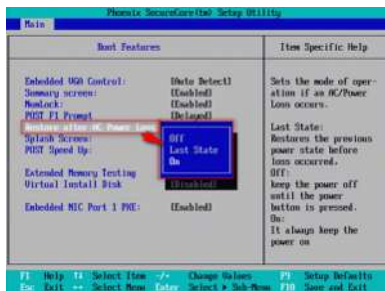 Phoenix SecureCore(tm) Setup Utility
Main
Boot Features
Embedded VGA Control: [Auto Detect]
Summary screen: [Enabled]
NumLock: [Enabled]
POST F1 Prompt [Delayed]
Restore after AC Power Loss
Splash Screen:
POST Speed Up:
Extended Memory Testing
Virtual Install Disk [Disabled]
Embedded NIC Port 1 PXE: [Enabled]
Off
Last State
On
Item Specific Help
Sets the mode of oper-
ation if an AC/Power
Loss occurs.
Last State:
Restores the previous
power state before
loss occurred.
Off:
keep the power off
until the power
button is pressed.
On:
It always keep the
power on
F1 Help ↑↓ Select Item -/+ Change Values F9 Setup Defaults
Esc Exit ↔ Select Menu Enter Select ▶ Sub-Menu F10 Save and Exit